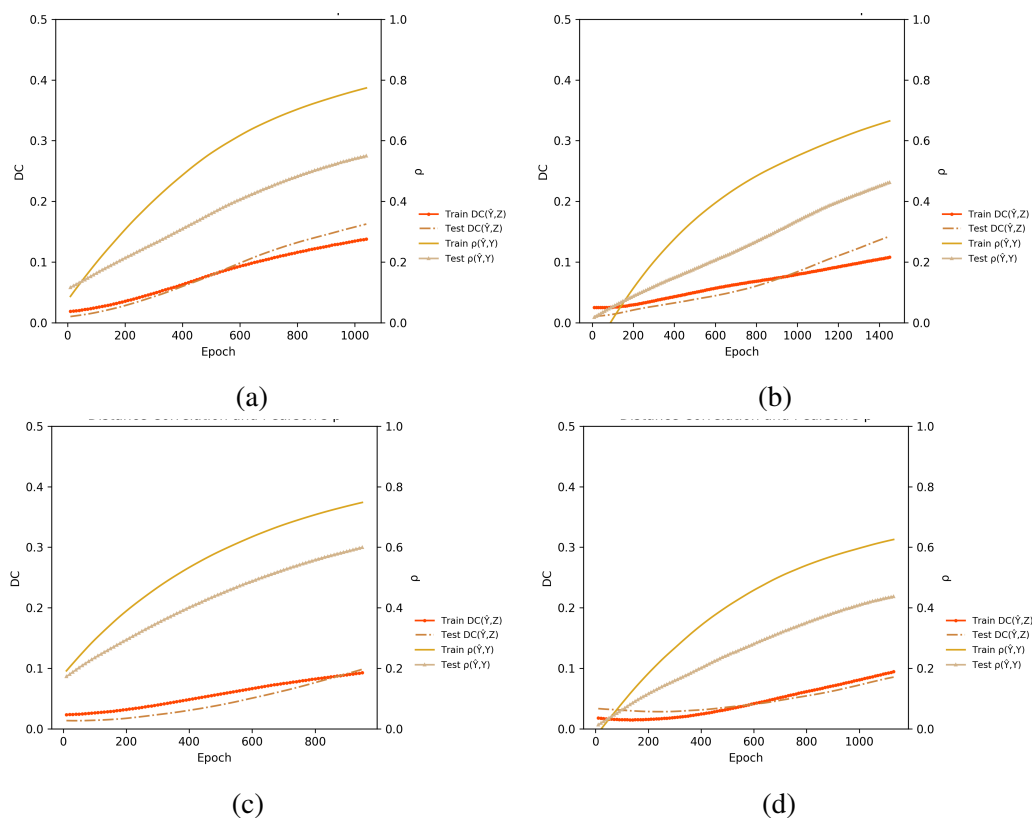 0.5 1.0 0.5 1.0
0.4 0.8 0.4 0.8
0.3 0.6 0.3 0.6
DC ρ DC ρ
0.2 0.4 0.2 0.4
Train DC(Ŷ,Z) Train DC(Ŷ,Z)
Test DC(Ŷ,Z) Test DC(Ŷ,Z)
0.1 0.2 Train ρ(Ŷ,Y) 0.1 0.2 Train ρ(Ŷ,Y)
Test ρ(Ŷ,Y) Test ρ(Ŷ,Y)
0.0 0.0 0.0 0.0
0 200 400 600 800 1000 0 200 400 600 800 1000 1200 1400
Epoch Epoch
(a) (b)
0.5 1.0 0.5 1.0
0.4 0.8 0.4 0.8
0.3 0.6 0.3 0.6
DC ρ DC ρ
0.2 0.4 0.2 0.4
Train DC(Ŷ,Z) Train DC(Ŷ,Z)
Test DC(Ŷ,Z) Test DC(Ŷ,Z)
0.1 0.2 Train ρ(Ŷ,Y) 0.1 0.2 Train ρ(Ŷ,Y)
Test ρ(Ŷ,Y) Test ρ(Ŷ,Y)
0.0 0.0 0.0 0.0
0 200 400 600 800 0 200 400 600 800 1000
Epoch Epoch
(c) (d)